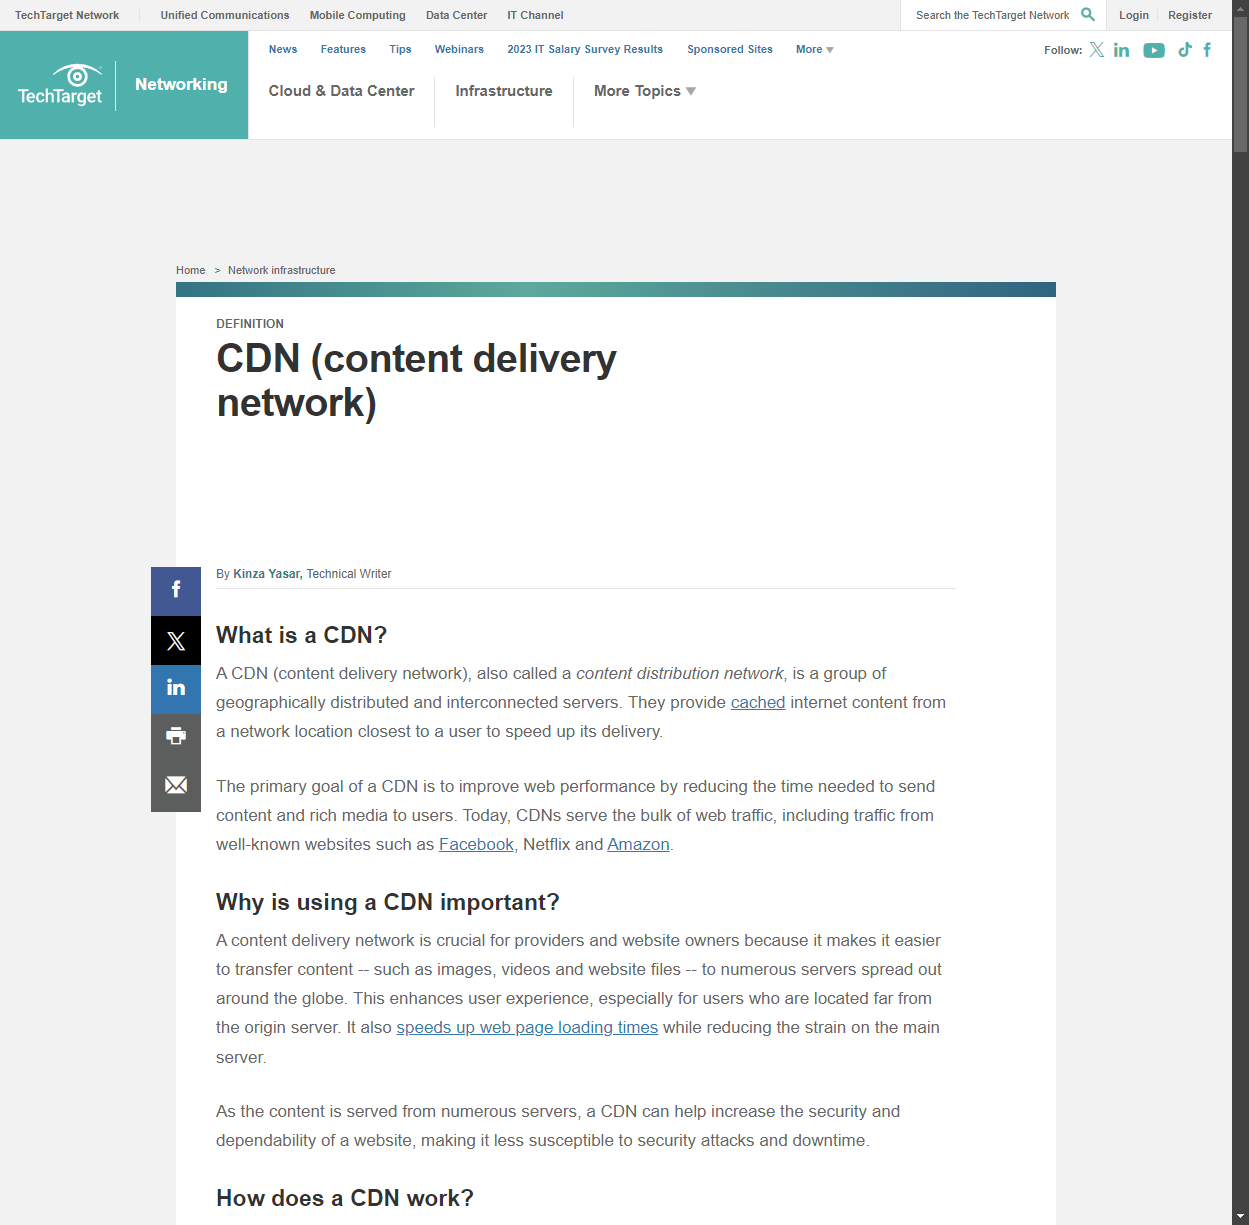 TechTarget Network
Unified Communications
Mobile Computing
Data Center
IT Channel
Search the TechTarget Network
Login
Register
TechTarget
Networking
News
Features
Tips
Webinars
2023 IT Salary Survey Results
Sponsored Sites
More
Follow:
Cloud & Data Center
Infrastructure
More Topics
Home > Network infrastructure
DEFINITION
CDN (content delivery
network)
By Kinza Yasar, Technical Writer
What is a CDN?
A CDN (content delivery network), also called a content distribution network, is a group of
geographically distributed and interconnected servers. They provide cached internet content from
a network location closest to a user to speed up its delivery.
The primary goal of a CDN is to improve web performance by reducing the time needed to send
content and rich media to users. Today, CDNs serve the bulk of web traffic, including traffic from
well-known websites such as Facebook, Netflix and Amazon.
Why is using a CDN important?
A content delivery network is crucial for providers and website owners because it makes it easier
to transfer content -- such as images, videos and website files -- to numerous servers spread out
around the globe. This enhances user experience, especially for users who are located far from
the origin server. It also speeds up web page loading times while reducing the strain on the main
server.
As the content is served from numerous servers, a CDN can help increase the security and
dependability of a website, making it less susceptible to security attacks and downtime.
How does a CDN work?